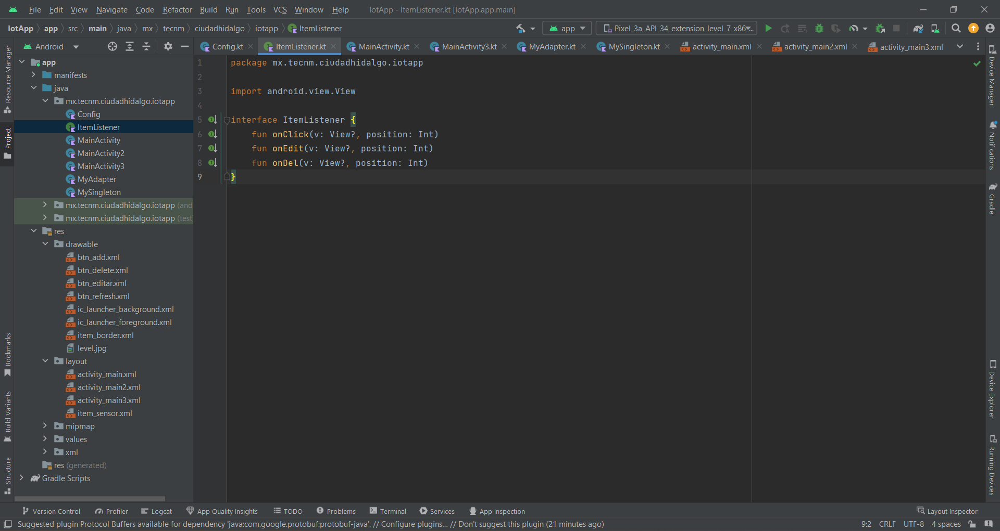 File Edit View Navigate Code Refactor Build Run Tools VCS Window Help IotApp - ItemListener.kt [IotApp.app.main]
IotApp app src main java mx tecnm ciudadhidalgo iotapp ItemListener app Pixel_3a_API_34_extension_level_7_x86...
Android Config.kt ItemListener.kt MainActivity.kt MainActivity3.kt MyAdapter.kt MySingleton.kt activity_main.xml activity_main2.xml activity_main3.xml
Resource Manager
Project
Bookmarks
Build Variants
Structure
app
manifests
java
mx.tecnm.ciudadhidalgo.iotapp
Config
ItemListener
MainActivity
MainActivity2
MainActivity3
MyAdapter
MySingleton
mx.tecnm.ciudadhidalgo.iotapp (and
mx.tecnm.ciudadhidalgo.iotapp (test
res
drawable
btn_add.xml
btn_delete.xml
btn_editar.xml
btn_refresh.xml
ic_launcher_background.xml
ic_launcher_foreground.xml
item_border.xml
level.jpg
layout
activity_main.xml
activity_main2.xml
activity_main3.xml
item_sensor.xml
mipmap
values
xml
res (generated)
Gradle Scripts
1 package mx.tecnm.ciudadhidalgo.iotapp
2
3 import android.view.View
4
5 interface ItemListener {
6 fun onClick(v: View?, position: Int)
7 fun onEdit(v: View?, position: Int)
8 fun onDel(v: View?, position: Int)
9 }
Device Manager
Notifications
Gradle
Device Explorer
Running Devices
Version Control Profiler Logcat App Quality Insights TODO Problems Terminal Services App Inspection Layout Inspector
Suggested plugin Protocol Buffers available for dependency 'java:com.google.protobuf:protobuf-java'. // Configure plugins... // Don't suggest this plugin (21 minutes ago) 9:2 CRLF UTF-8 4 spaces